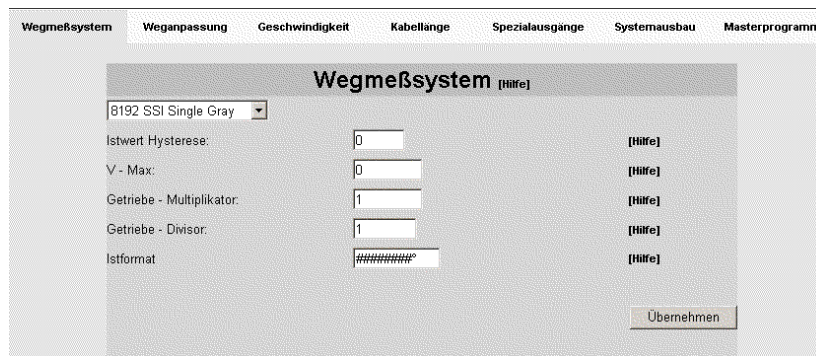 Wegmeßsystem Weganpassung Geschwindigkeit Kabellänge Spezialausgänge Systemausbau Masterprogramm
Wegmeßsystem [Hilfe]
8192 SSI Single Gray
Istwert Hysterese: 0 [Hilfe]
V - Max: 0 [Hilfe]
Getriebe - Multiplikator: 1 [Hilfe]
Getriebe - Divisor: 1 [Hilfe]
Istformat ########° [Hilfe]
Übernehmen